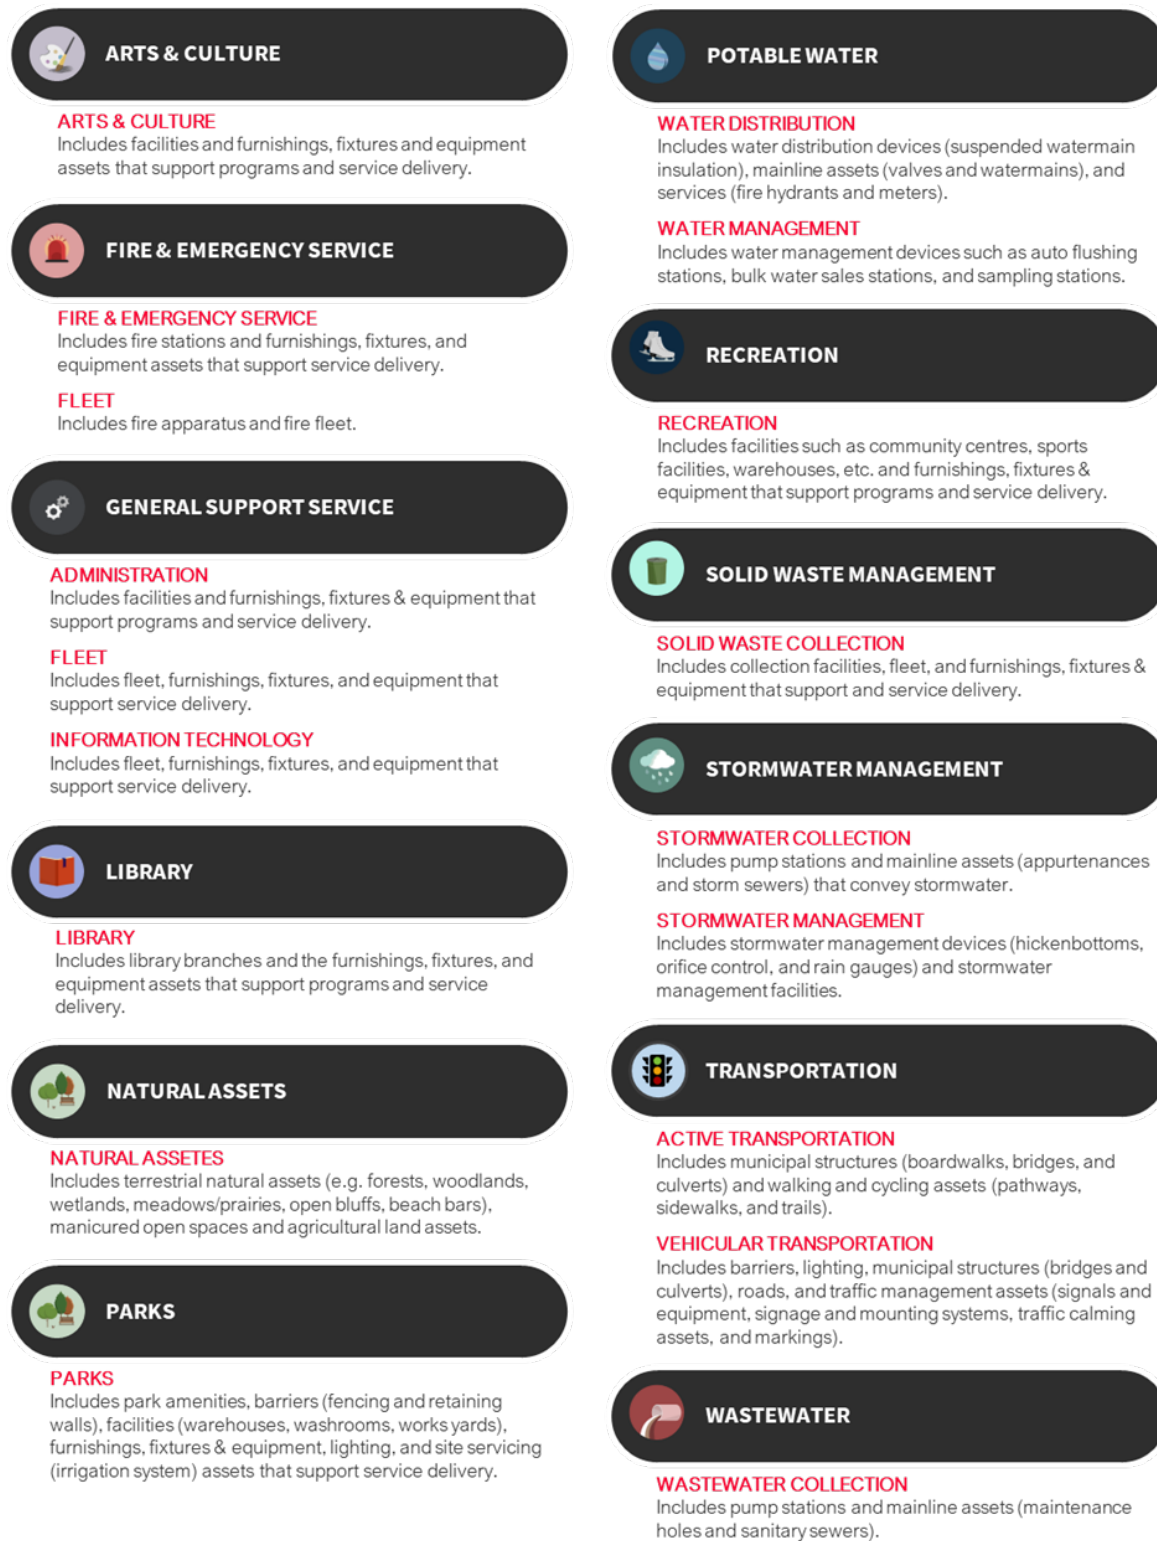 ARTS & CULTURE
ARTS & CULTURE
Includes facilities and furnishings, fixtures and equipment
assets that support programs and service delivery.
FIRE & EMERGENCY SERVICE
FIRE & EMERGENCY SERVICE
Includes fire stations and furnishings, fixtures, and
equipment assets that support service delivery.
FLEET
Includes fire apparatus and fire fleet.
GENERAL SUPPORT SERVICE
ADMINISTRATION
Includes facilities and furnishings, fixtures & equipment that
support programs and service delivery.
FLEET
Includes fleet, furnishings, fixtures, and equipment that
support service delivery.
INFORMATION TECHNOLOGY
Includes fleet, furnishings, fixtures, and equipment that
support service delivery.
LIBRARY
LIBRARY
Includes library branches and the furnishings, fixtures, and
equipment assets that support programs and service
delivery.
NATURAL ASSETS
NATURAL ASSETES
Includes terrestrial natural assets (e.g. forests, woodlands,
wetlands, meadows/prairies, open bluffs, beach bars),
manicured open spaces and agricultural land assets.
PARKS
PARKS
Includes park amenities, barriers (fencing and retaining
walls), facilities (warehouses, washrooms, works yards),
furnishings, fixtures & equipment, lighting, and site servicing
(irrigation system) assets that support service delivery.
POTABLE WATER
WATER DISTRIBUTION
Includes water distribution devices (suspended watermain
insulation), mainline assets (valves and watermains), and
services (fire hydrants and meters).
WATER MANAGEMENT
Includes water management devices such as auto flushing
stations, bulk water sales stations, and sampling stations.
RECREATION
RECREATION
Includes facilities such as community centres, sports
facilities, warehouses, etc. and furnishings, fixtures &
equipment that support programs and service delivery.
SOLID WASTE MANAGEMENT
SOLID WASTE COLLECTION
Includes collection facilities, fleet, and furnishings, fixtures &
equipment that support and service delivery.
STORMWATER MANAGEMENT
STORMWATER COLLECTION
Includes pump stations and mainline assets (appurtenances
and storm sewers) that convey stormwater.
STORMWATER MANAGEMENT
Includes stormwater management devices (hickenbottoms,
orifice control, and rain gauges) and stormwater
management facilities.
TRANSPORTATION
ACTIVE TRANSPORTATION
Includes municipal structures (boardwalks, bridges, and
culverts) and walking and cycling assets (pathways,
sidewalks, and trails).
VEHICULAR TRANSPORTATION
Includes barriers, lighting, municipal structures (bridges and
culverts), roads, and traffic management assets (signals and
equipment, signage and mounting systems, traffic calming
assets, and markings).
WASTEWATER
WASTEWATER COLLECTION
Includes pump stations and mainline assets (maintenance
holes and sanitary sewers).